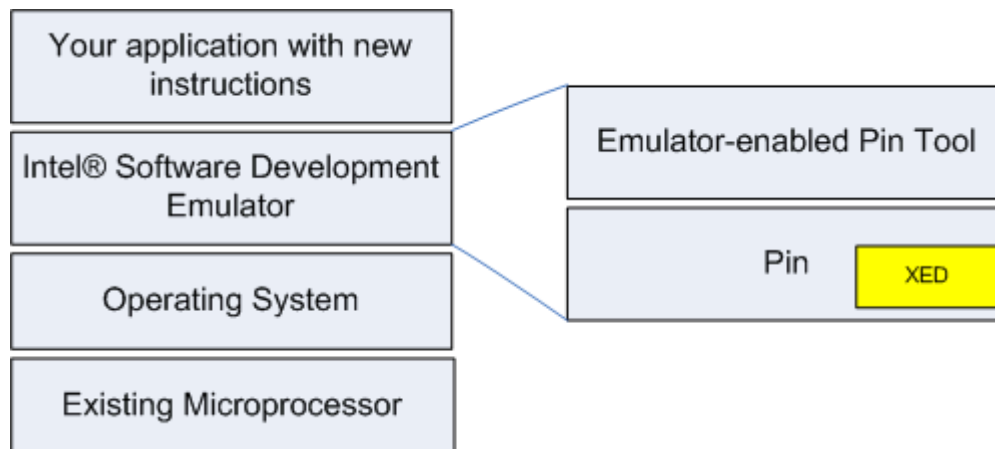 Your application with new
instructions
Intel® Software Development
Emulator
Operating System
Existing Microprocessor
Emulator-enabled Pin Tool
Pin
XED